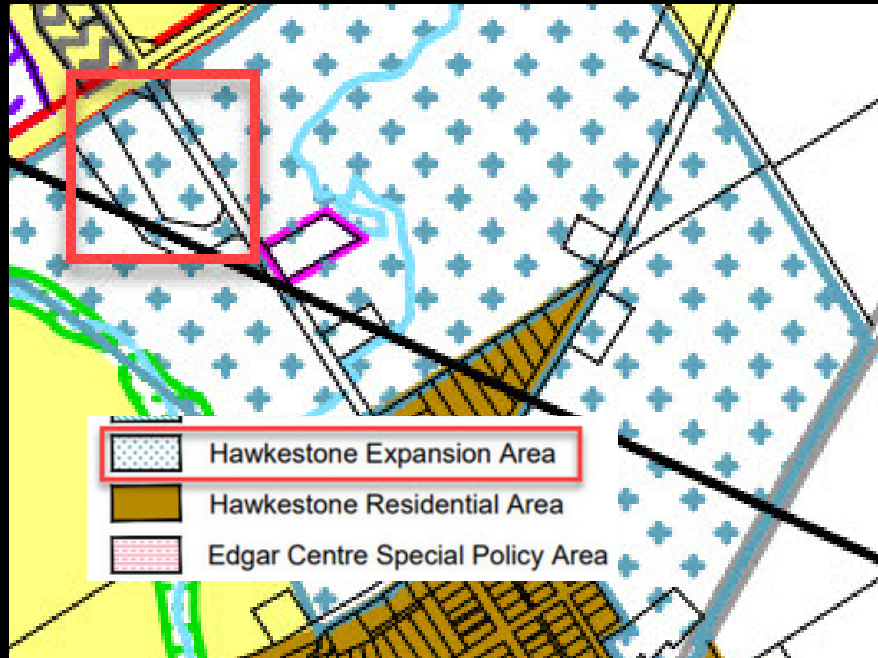 Hawkestone Expansion Area
Hawkestone Residential Area
Edgar Centre Special Policy Area